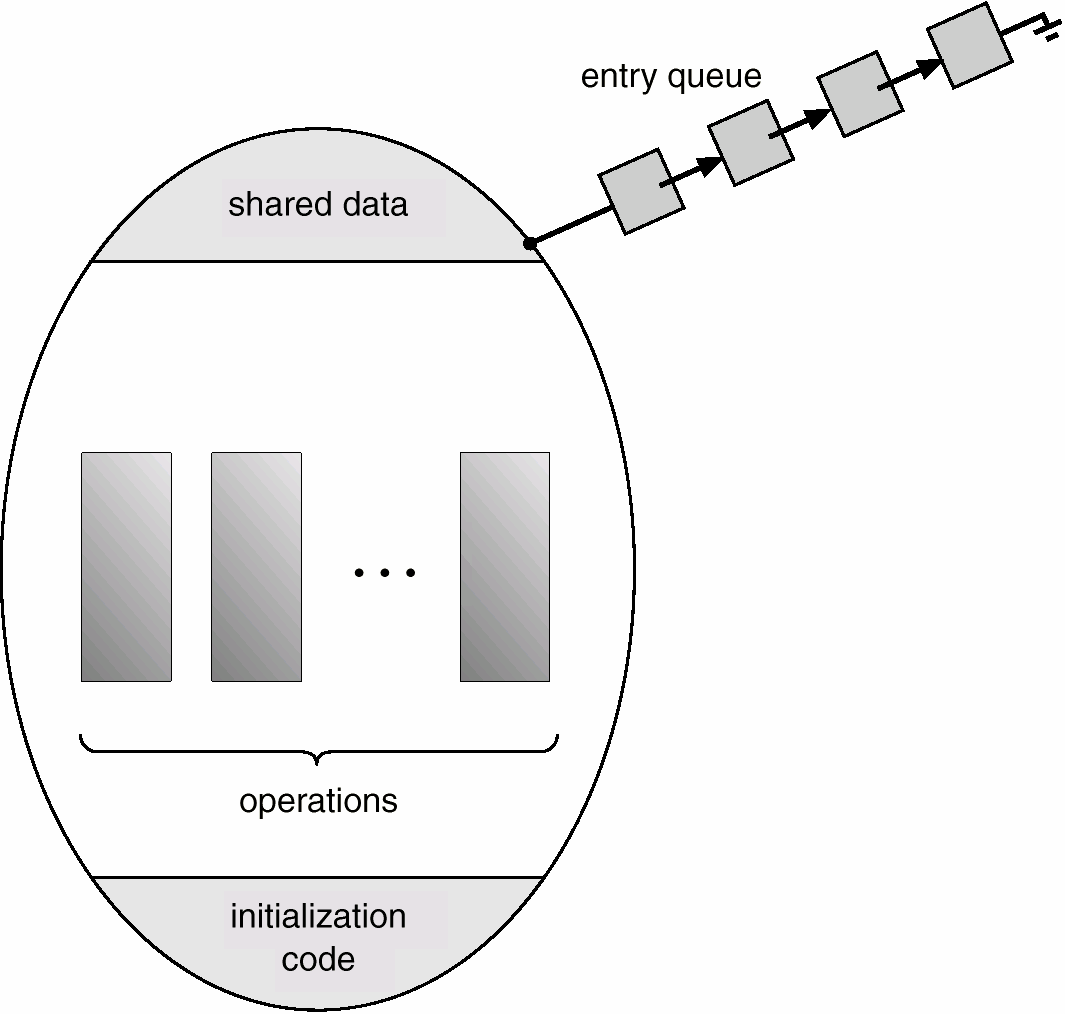 entry queue
shared data
. . .
operations
initialization
code